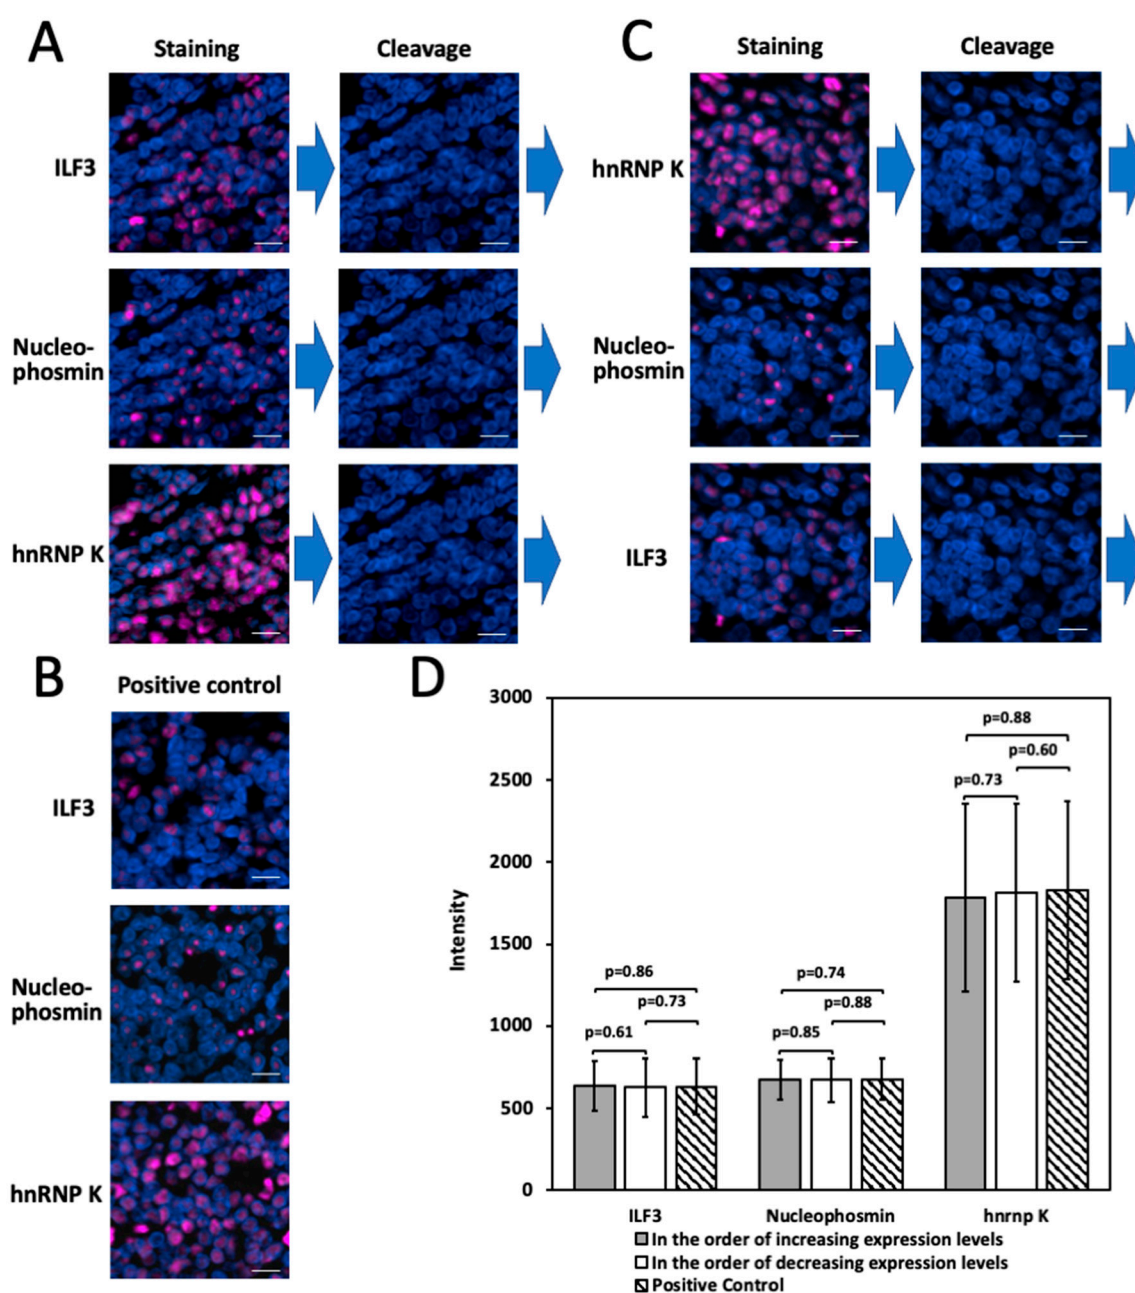 A
Staining
Cleavage
ILF3
Nucleo-
phosmin
hnRNP K
B
Positive control
ILF3
Nucleo-
phosmin
hnRNP K
C
Staining
Cleavage
hnRNP K
Nucleo-
phosmin
ILF3
D
3000
2500
2000
1500
1000
500
0
Intensity
p=0.86
p=0.73
p=0.61
p=0.74
p=0.88
p=0.85
p=0.88
p=0.60
p=0.73
ILF3
Nucleophosmin
hnrnp K
In the order of increasing expression levels
In the order of decreasing expression levels
Positive Control